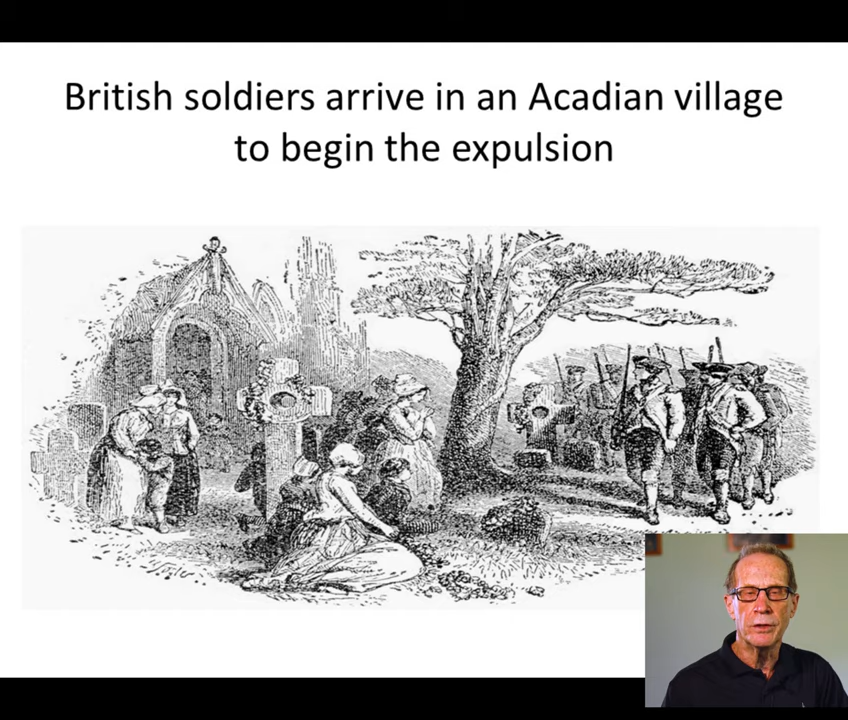 British soldiers arrive in an Acadian village
to begin the expulsion